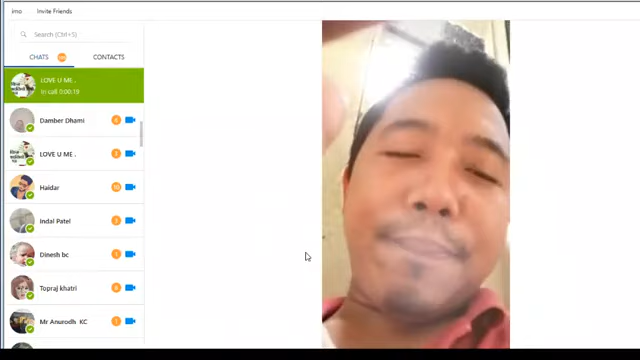 imo Invite Friends
Search (Ctrl+S)
CHATS CONTACTS
LOVE U ME .
In call 0:00:19
Damber Dhami
LOVE U ME .
Haidar
Indal Patel
Dinesh bc
Topraj khatri
Mr Anurodh KC